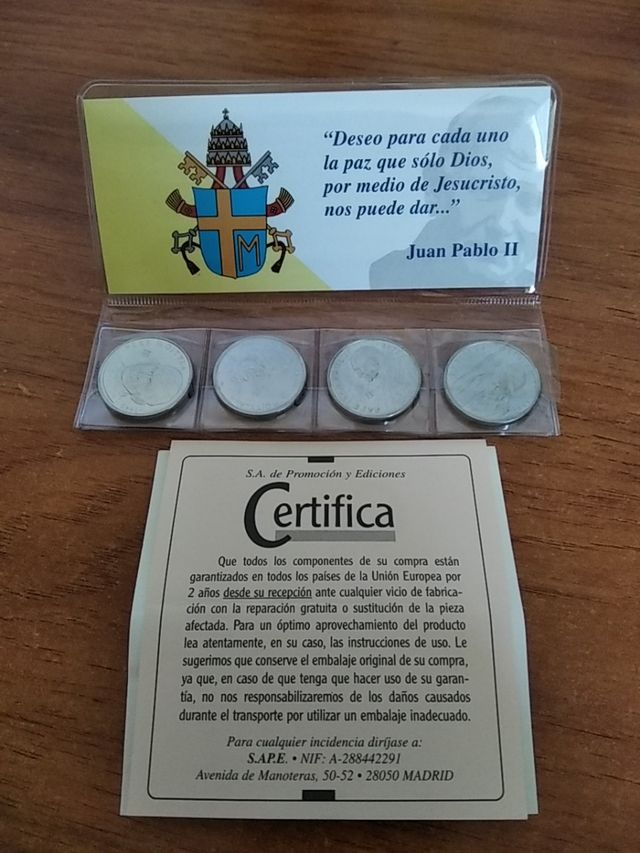 “Deseo para cada uno
la paz que sólo Dios,
por medio de Jesucristo,
nos puede dar...”
Juan Pablo II
M
S.A. de Promoción y Ediciones
Certifica
Que todos los componentes de su compra están
garantizados en todos los países de la Unión Europea por
2 años desde su recepción ante cualquier vicio de fabrica-
ción con la reparación gratuita o sustitución de la pieza
afectada. Para un óptimo aprovechamiento del producto
lea atentamente, en su caso, las instrucciones de uso. Le
sugerimos que conserve el embalaje original de su compra,
ya que, en caso de que tenga que hacer uso de su garan-
tía, no nos responsabilizaremos de los daños causados
durante el transporte por utilizar un embalaje inadecuado.
Para cualquier incidencia diríjase a:
S.A.P.E. • NIF: A-288442291
Avenida de Manoteras, 50-52 • 28050 MADRID